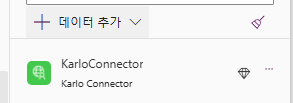 데이터 추가
KarloConnector
Karlo Connector